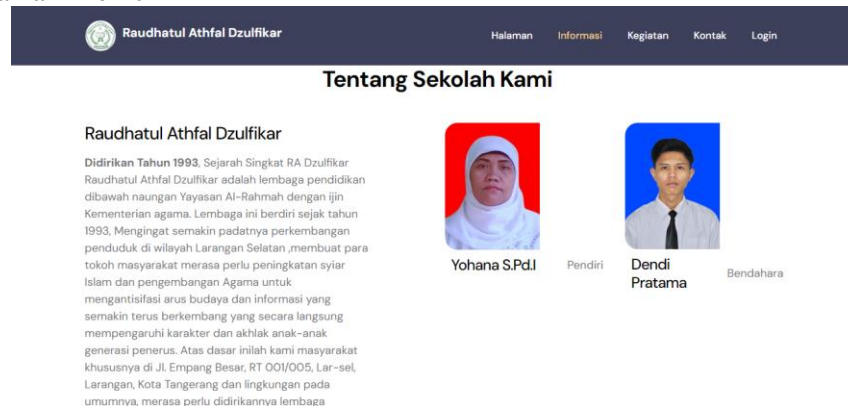 Raudhatul Athfal Dzulfikar
Halaman
Informasi
Kegiatan
Kontak
Login
Tentang Sekolah Kami
Raudhatul Athfal Dzulfikar
Didirikan Tahun 1993, Sejarah Singkat RA Dzulfikar
Raudhatul Athfal Dzulfikar adalah lembaga pendidikan
dibawah naungan Yayasan Al-Rahmah dengan ijin
Kementerian agama. Lembaga ini berdiri sejak tahun
1993, Mengingat semakin padatnya perkembangan
penduduk di wilayah Larangan Selatan ,membuat para
tokoh masyarakat merasa perlu peningkatan syiar
Islam dan pengembangan Agama untuk
mengantisifasi arus budaya dan informasi yang
semakin terus berkembang yang secara langsung
mempengaruhi karakter dan akhlak anak-anak
generasi penerus. Atas dasar inilah kami masyarakat
khususnya di Jl. Empang Besar, RT 001/005, Lar-sel,
Larangan, Kota Tangerang dan lingkungan pada
umumnya, merasa perlu didirikannya lembaga
Yohana S.Pd.I
Pendiri
Dendi
Pratama
Bendahara